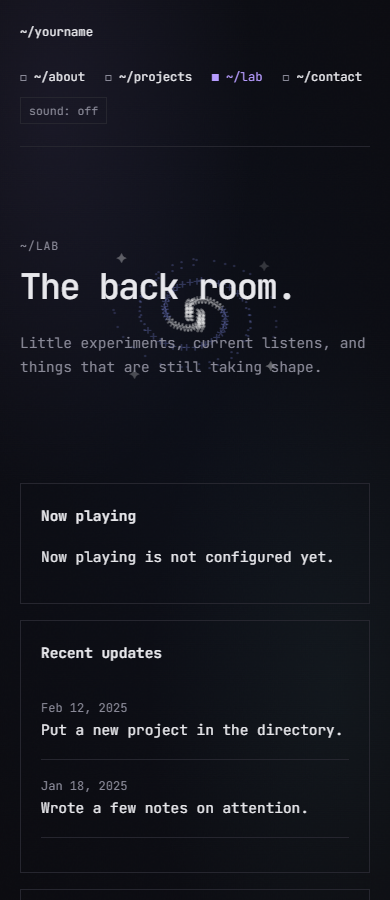 ~/yourname
~/about ~/projects ~/lab ~/contact
sound: off
~/LAB
The back room.
Little experiments, current listens, and
things that are still taking shape.
Now playing
Now playing is not configured yet.
Recent updates
Feb 12, 2025
Put a new project in the directory.
Jan 18, 2025
Wrote a few notes on attention.